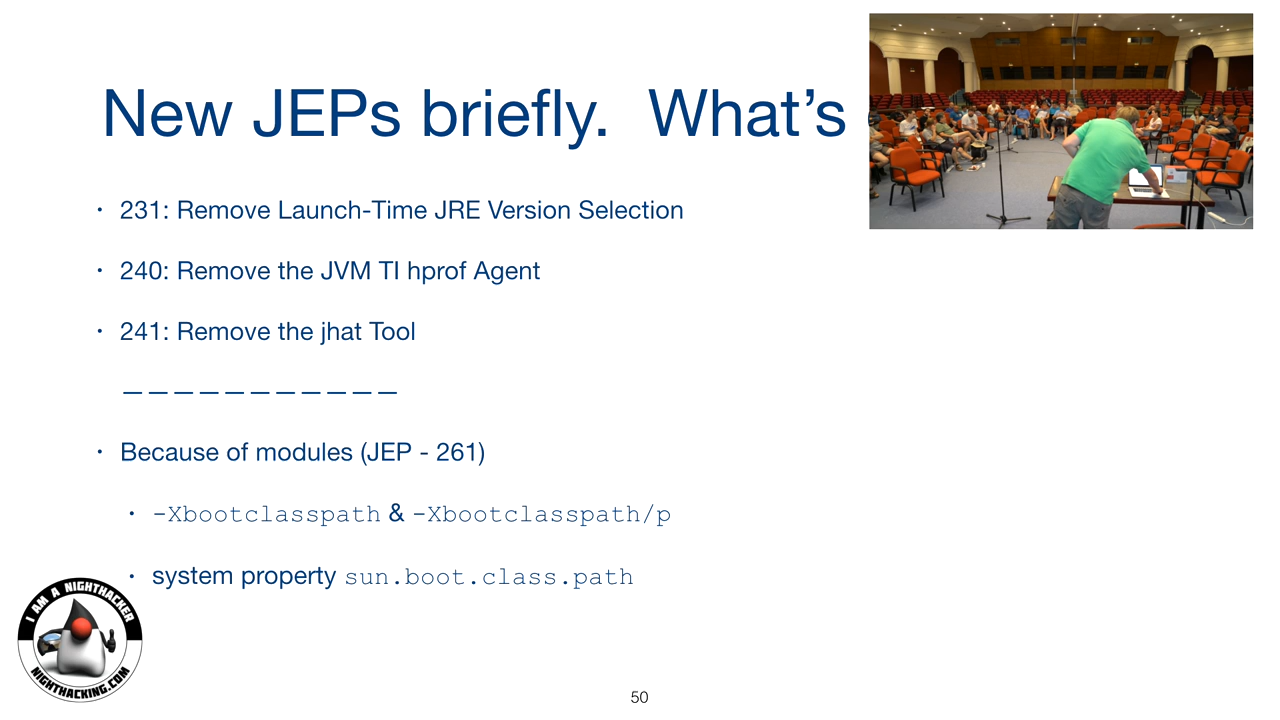 New JEPs briefly. What's
• 231: Remove Launch-Time JRE Version Selection
• 240: Remove the JVM TI hprof Agent
• 241: Remove the jhat Tool
— — — — — — — — — — —
• Because of modules (JEP - 261)
• -Xbootclasspath & -Xbootclasspath/p
• system property sun.boot.class.path
I AM A NIGHTHACKER
NIGHTHACKING.COM
50